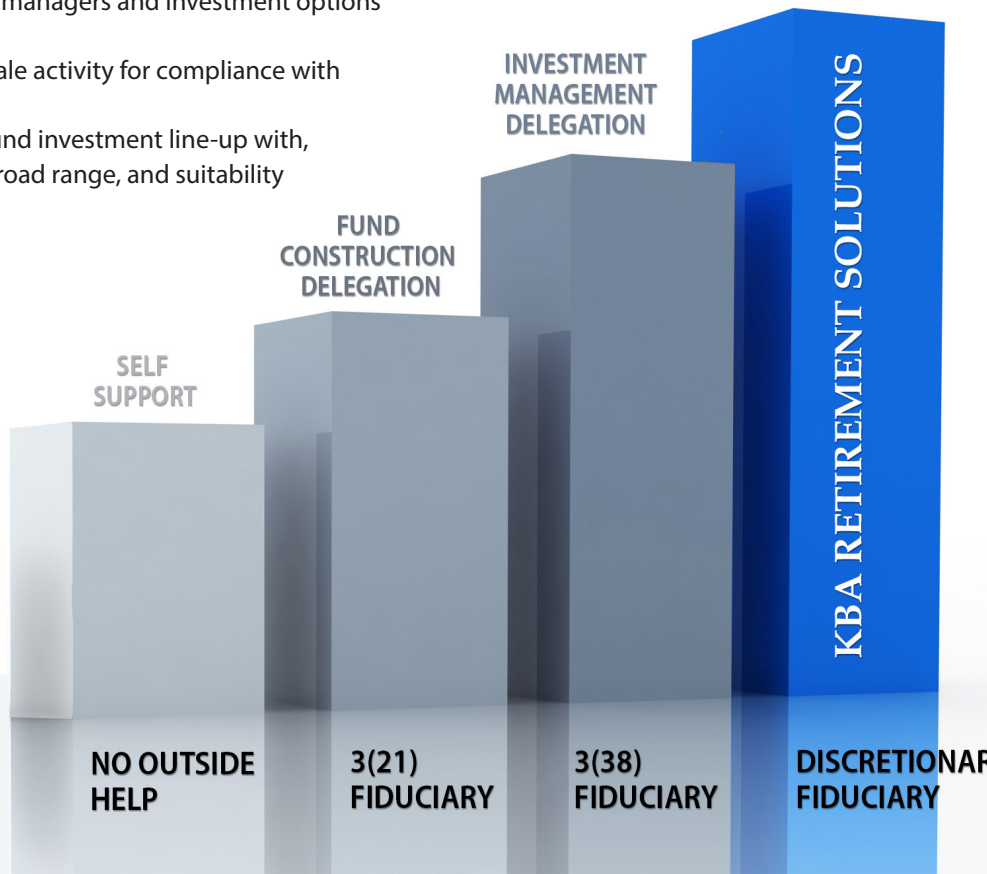 managers and investment options
ale activity for compliance with
und investment line-up with,
road range, and suitability
INVESTMENT
MANAGEMENT
DELEGATION
FUND
CONSTRUCTION
DELEGATION
SELF
SUPPORT
KBA RETIREMENT SOLUTIONS
NO OUTSIDE
HELP
3(21)
FIDUCIARY
3(38)
FIDUCIARY
DISCRETIONAR
FIDUCIARY